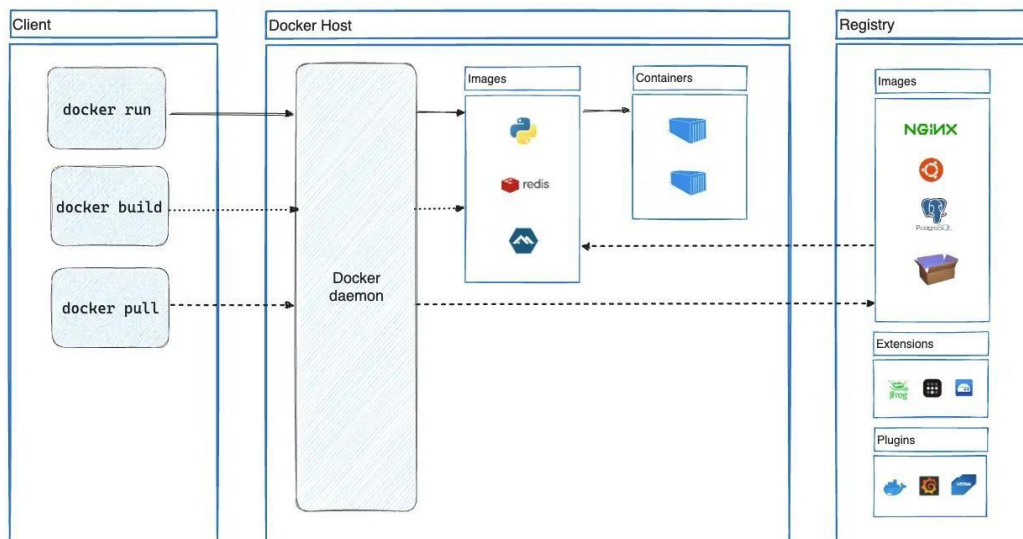 Client
docker run
docker build
docker pull
Docker Host
Docker
daemon
Images
redis
Containers
Registry
Images
NGINX
PostgreSQL
Extensions
JFrog
Plugins
vmware